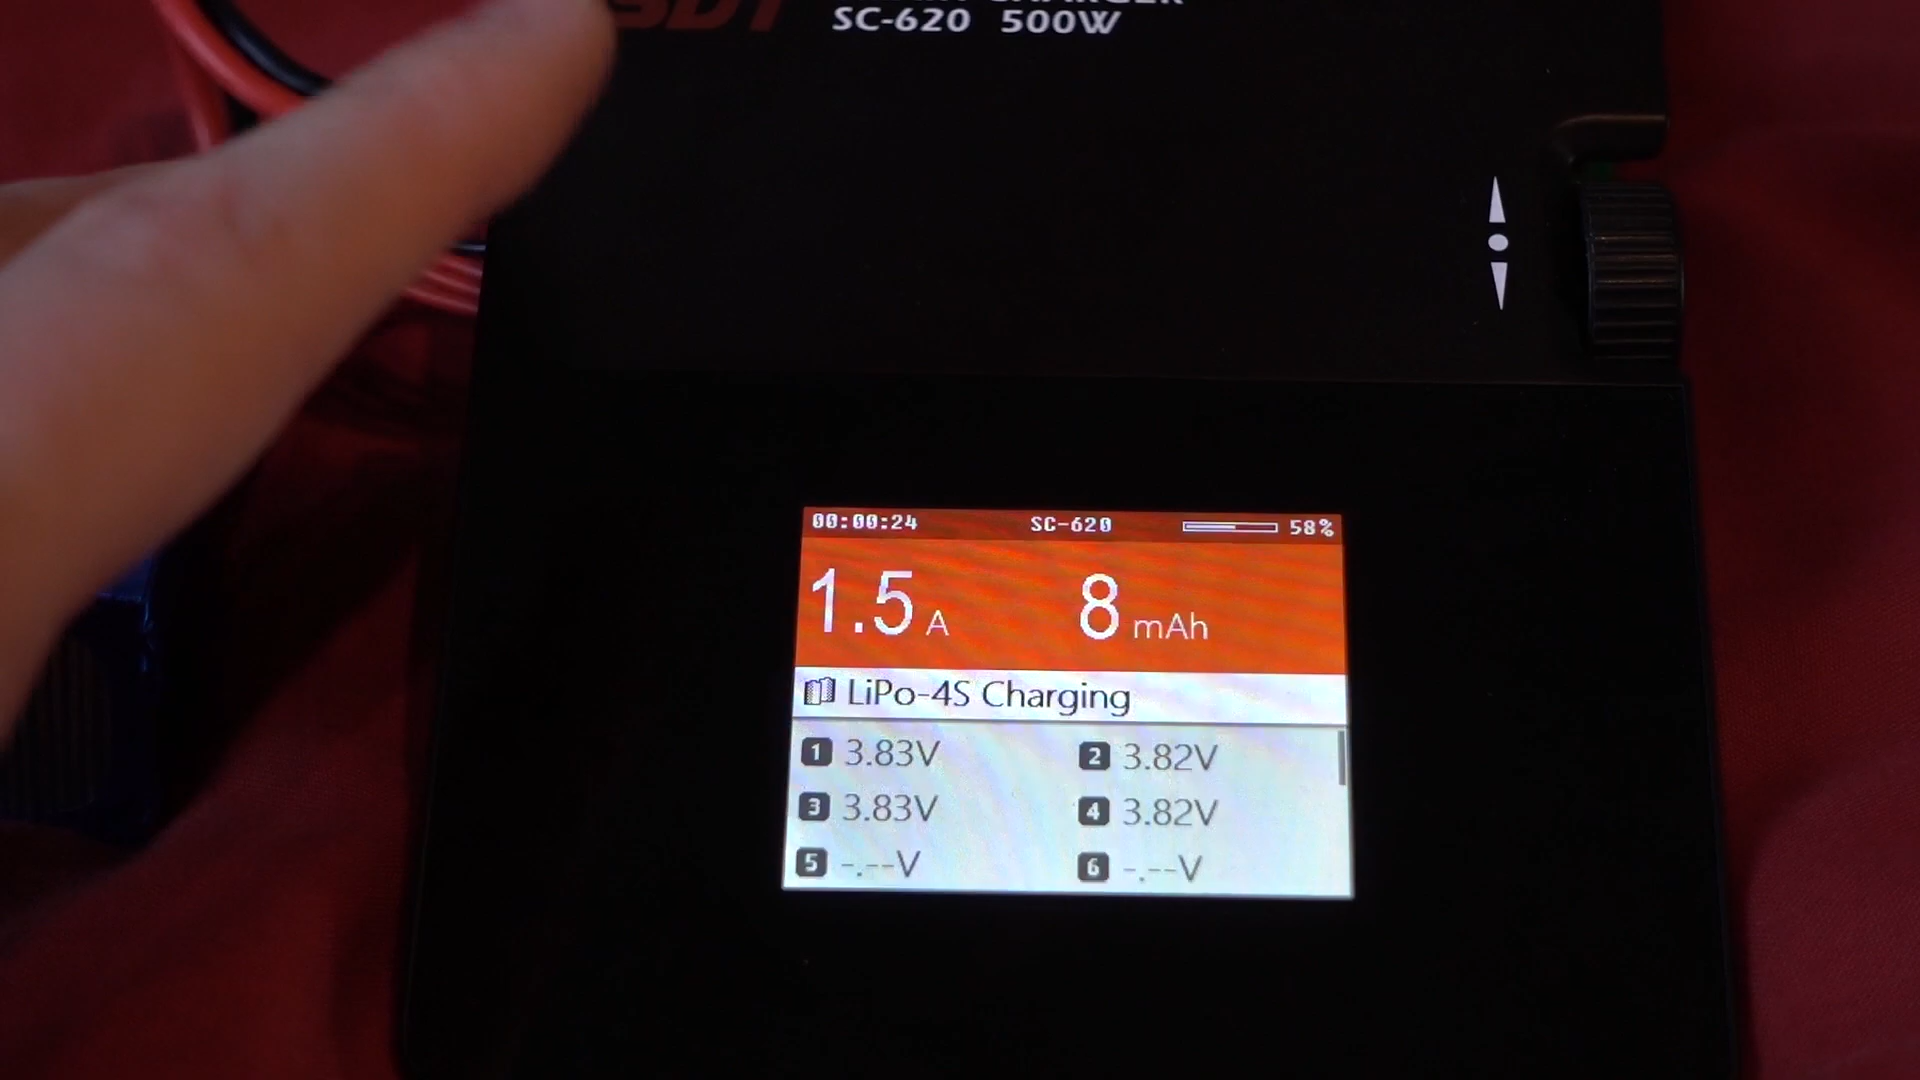 SC-620 500W
00:00:24 SC-620 58%
1.5 A 8 mAh
LiPo-4S Charging
1 3.83V 2 3.82V
3 3.83V 4 3.82V
5 -.--V 6 -.--V